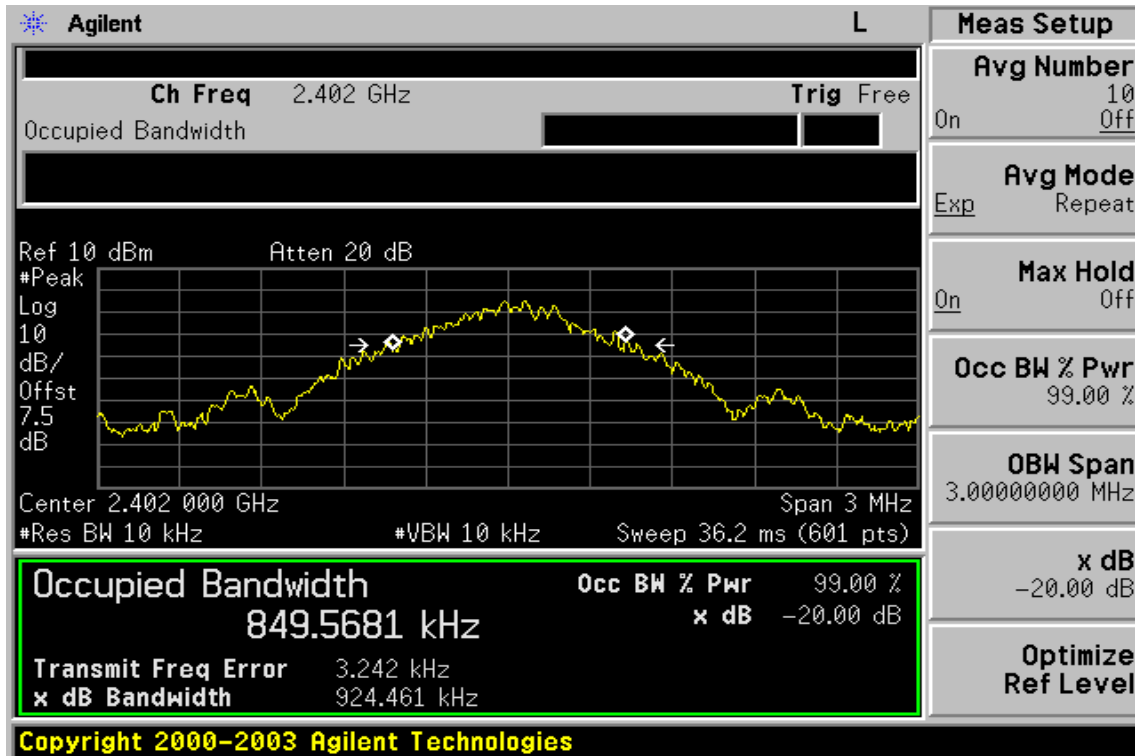 Agilent L Meas Setup
Ch Freq 2.402 GHz Trig Free
Occupied Bandwidth
Avg Number
10
On Off
Avg Mode
Exp Repeat
Max Hold
On Off
Occ BW % Pwr
99.00 %
OBW Span
3.00000000 MHz
x dB
-20.00 dB
Optimize
Ref Level
Ref 10 dBm Atten 20 dB
#Peak
Log
10
dB/
Offst
7.5
dB
Center 2.402 000 GHz Span 3 MHz
#Res BW 10 kHz #VBW 10 kHz Sweep 36.2 ms (601 pts)
Occupied Bandwidth Occ BW % Pwr 99.00 %
849.5681 kHz x dB -20.00 dB
Transmit Freq Error 3.242 kHz
x dB Bandwidth 924.461 kHz
Copyright 2000-2003 Agilent Technologies